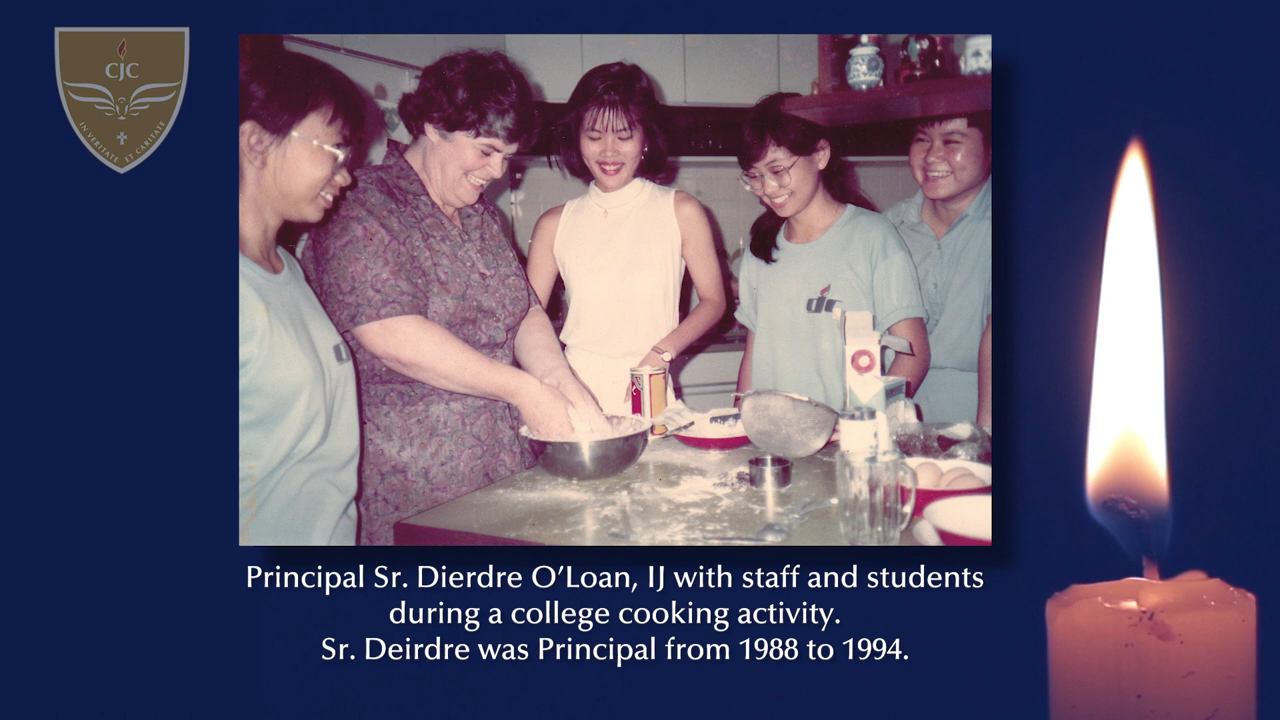 CJC
IN VERITATE ET CARITATE
Principal Sr. Dierdre O'Loan, IJ with staff and students
during a college cooking activity.
Sr. Deirdre was Principal from 1988 to 1994.